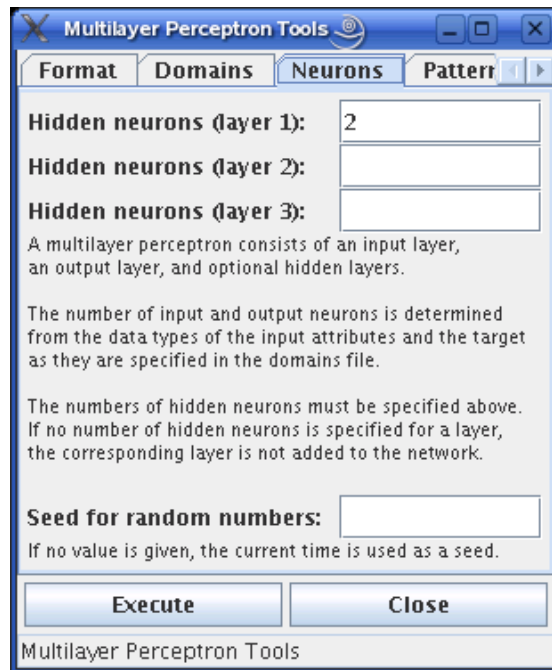 Multilayer Perceptron Tools
Format Domains Neurons Patterr
Hidden neurons (layer 1): 2
Hidden neurons (layer 2):
Hidden neurons (layer 3):
A multilayer perceptron consists of an input layer,
an output layer, and optional hidden layers.
The number of input and output neurons is determined
from the data types of the input attributes and the target
as they are specified in the domains file.
The numbers of hidden neurons must be specified above.
If no number of hidden neurons is specified for a layer,
the corresponding layer is not added to the network.
Seed for random numbers:
If no value is given, the current time is used as a seed.
Execute Close
Multilayer Perceptron Tools